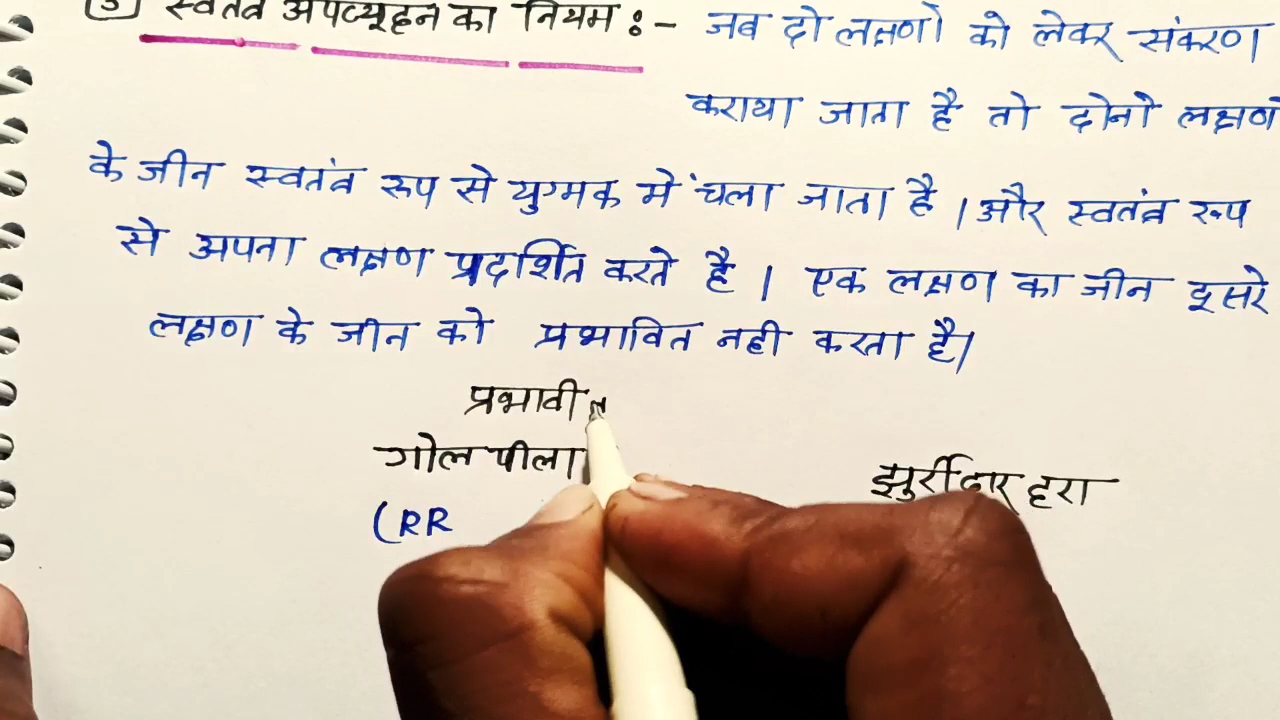 ③ स्वतंत्र अपव्यूहन का नियम :- जब दो लक्षणो को लेकर संकरण
कराया जाता है तो दोनो लक्षण
के जीन स्वतंत्र रूप से युग्मक में चला जाता है । और स्वतंत्र रूप
से अपना लक्षण प्रदर्शित करते है । एक लक्षण का जीन दूसरे
लक्षण के जीन को प्रभावित नही करता है।
प्रभावी
गोल पीला झुर्रीदार हरा
(RR